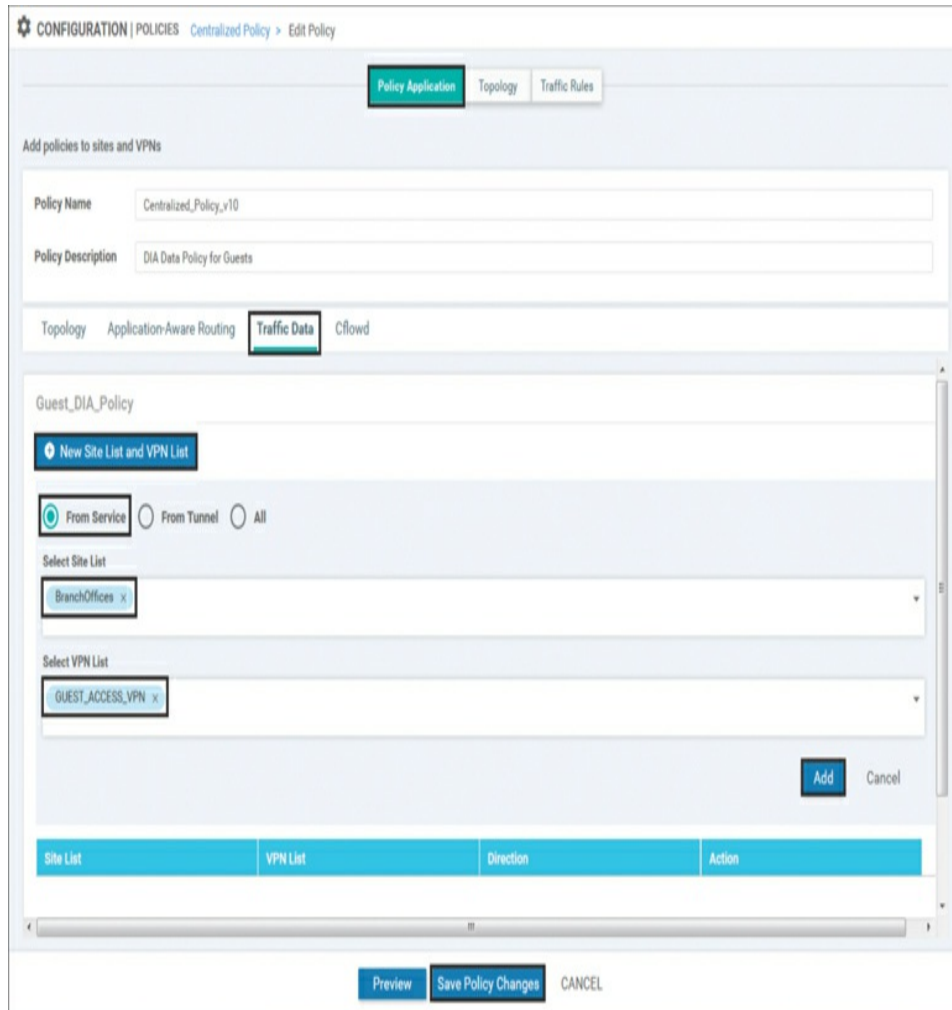 CONFIGURATION | POLICIES Centralized Policy > Edit Policy
Policy Application Topology Traffic Rules
Add policies to sites and VPNs
Policy Name Centralized_Policy_v10
Policy Description DIA Data Policy for Guests
Topology Application-Aware Routing Traffic Data Cflowd
Guest_DIA_Policy
New Site List and VPN List
From Service From Tunnel All
Select Site List
BranchOffices ×
Select VPN List
GUEST_ACCESS_VPN ×
Add Cancel
Site List VPN List Direction Action
Preview Save Policy Changes CANCEL